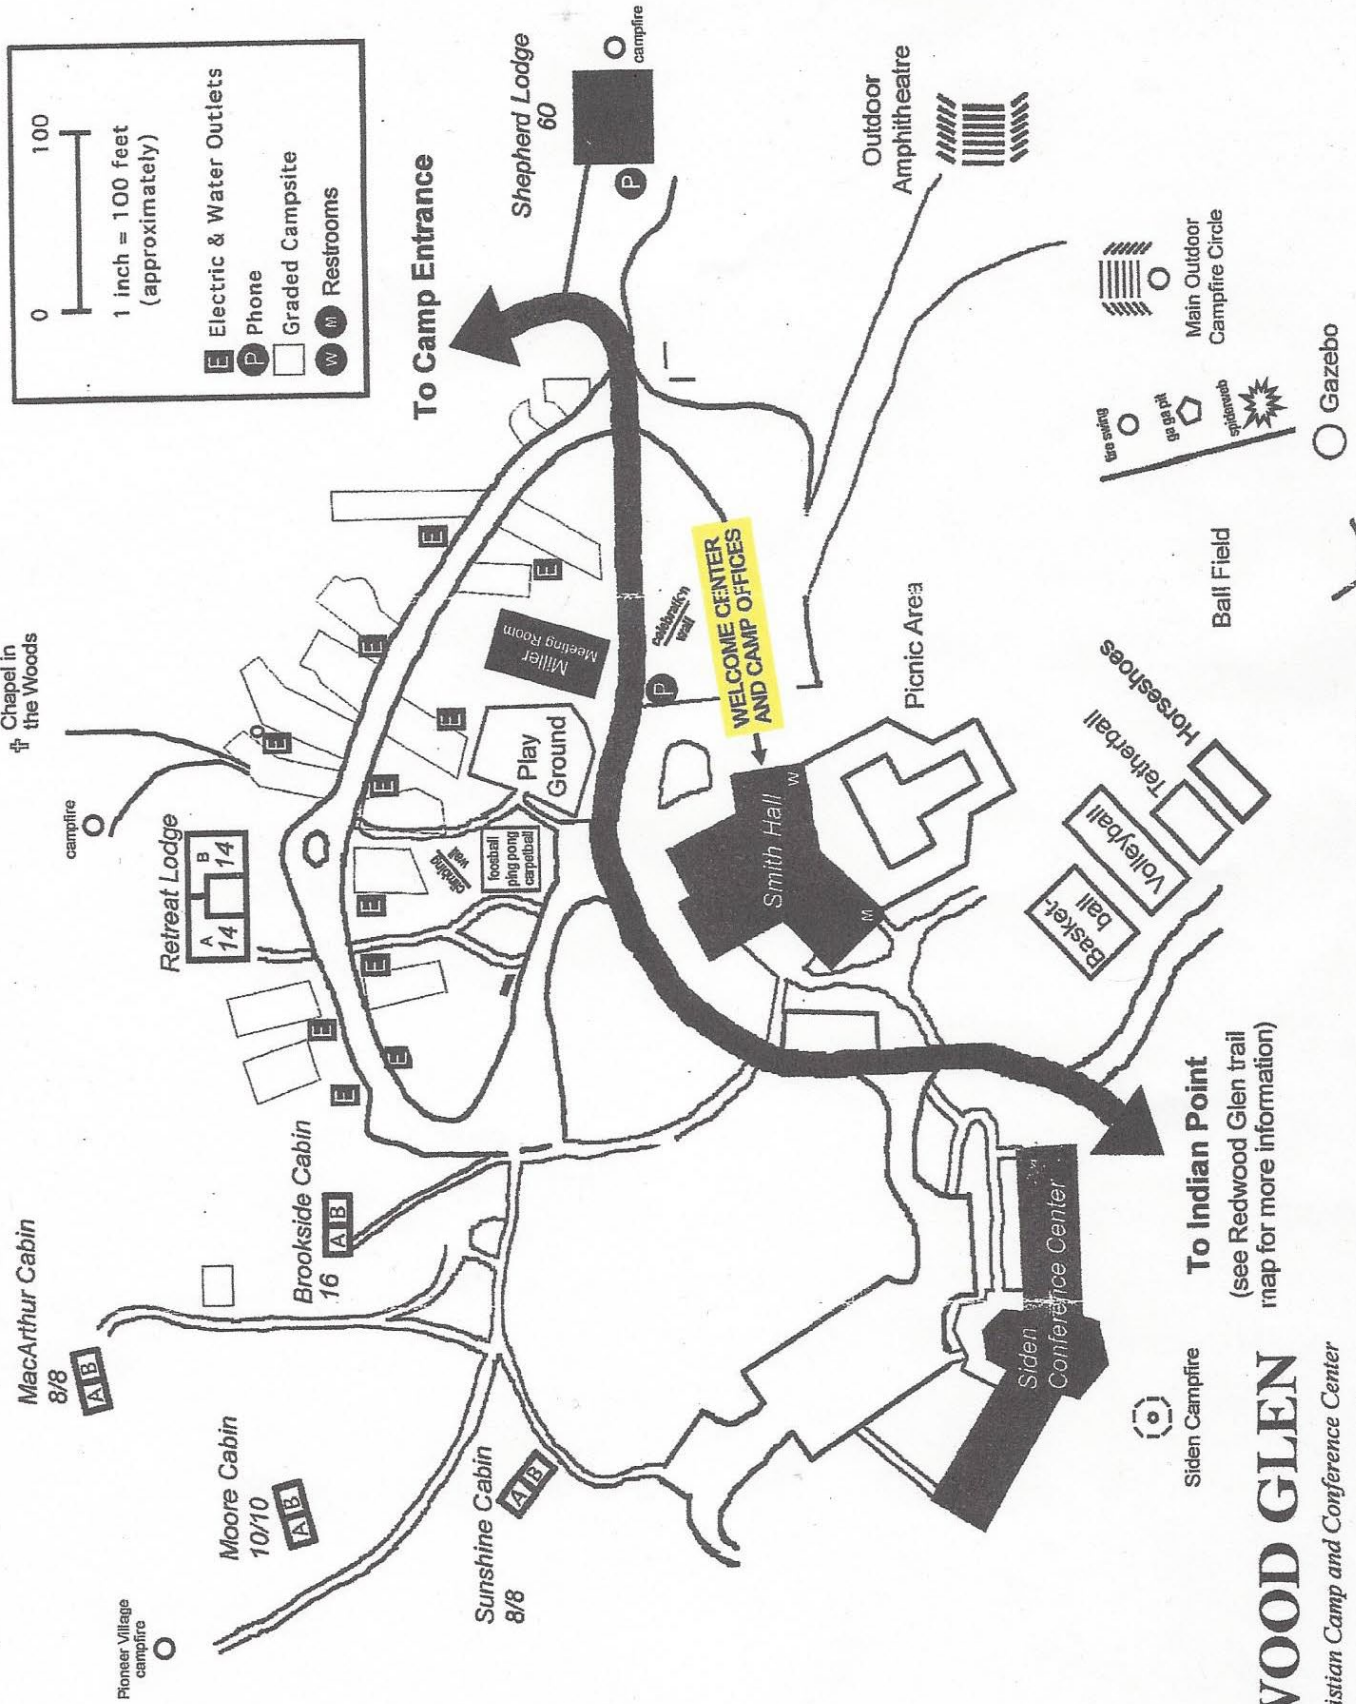 0 100
1 inch = 100 feet
(approximately)
E Electric & Water Outlets
P Phone
Graded Campsite
W M Restrooms
To Camp Entrance
Shepherd Lodge
60
campfire
P
Outdoor
Amphitheatre
Main Outdoor
Campfire Circle
tire swing
ga ga pit
spiderweb
Gazebo
Ball Field
Chapel in
the Woods
campfire
Retreat Lodge
A
14
B
14
E
E
E
E
E
E
E
E
E
E
E
Miller
Meeting Room
celebration
wall
P
WELCOME CENTER
AND CAMP OFFICES
Play
Ground
climbing
wall
foosball
ping pong
carpetball
Smith Hall
W
M
Picnic Area
Horseshoes
Tetherball
Volleyball
Basket-
ball
MacArthur Cabin
8/8
A B
Brookside Cabin
16
A B
Moore Cabin
10/10
A B
Sunshine Cabin
8/8
A B
Pioneer Village
campfire
To Indian Point
(see Redwood Glen trail
map for more information)
Siden
Conference Center
Siden Campfire
WOOD GLEN
istian Camp and Conference Center